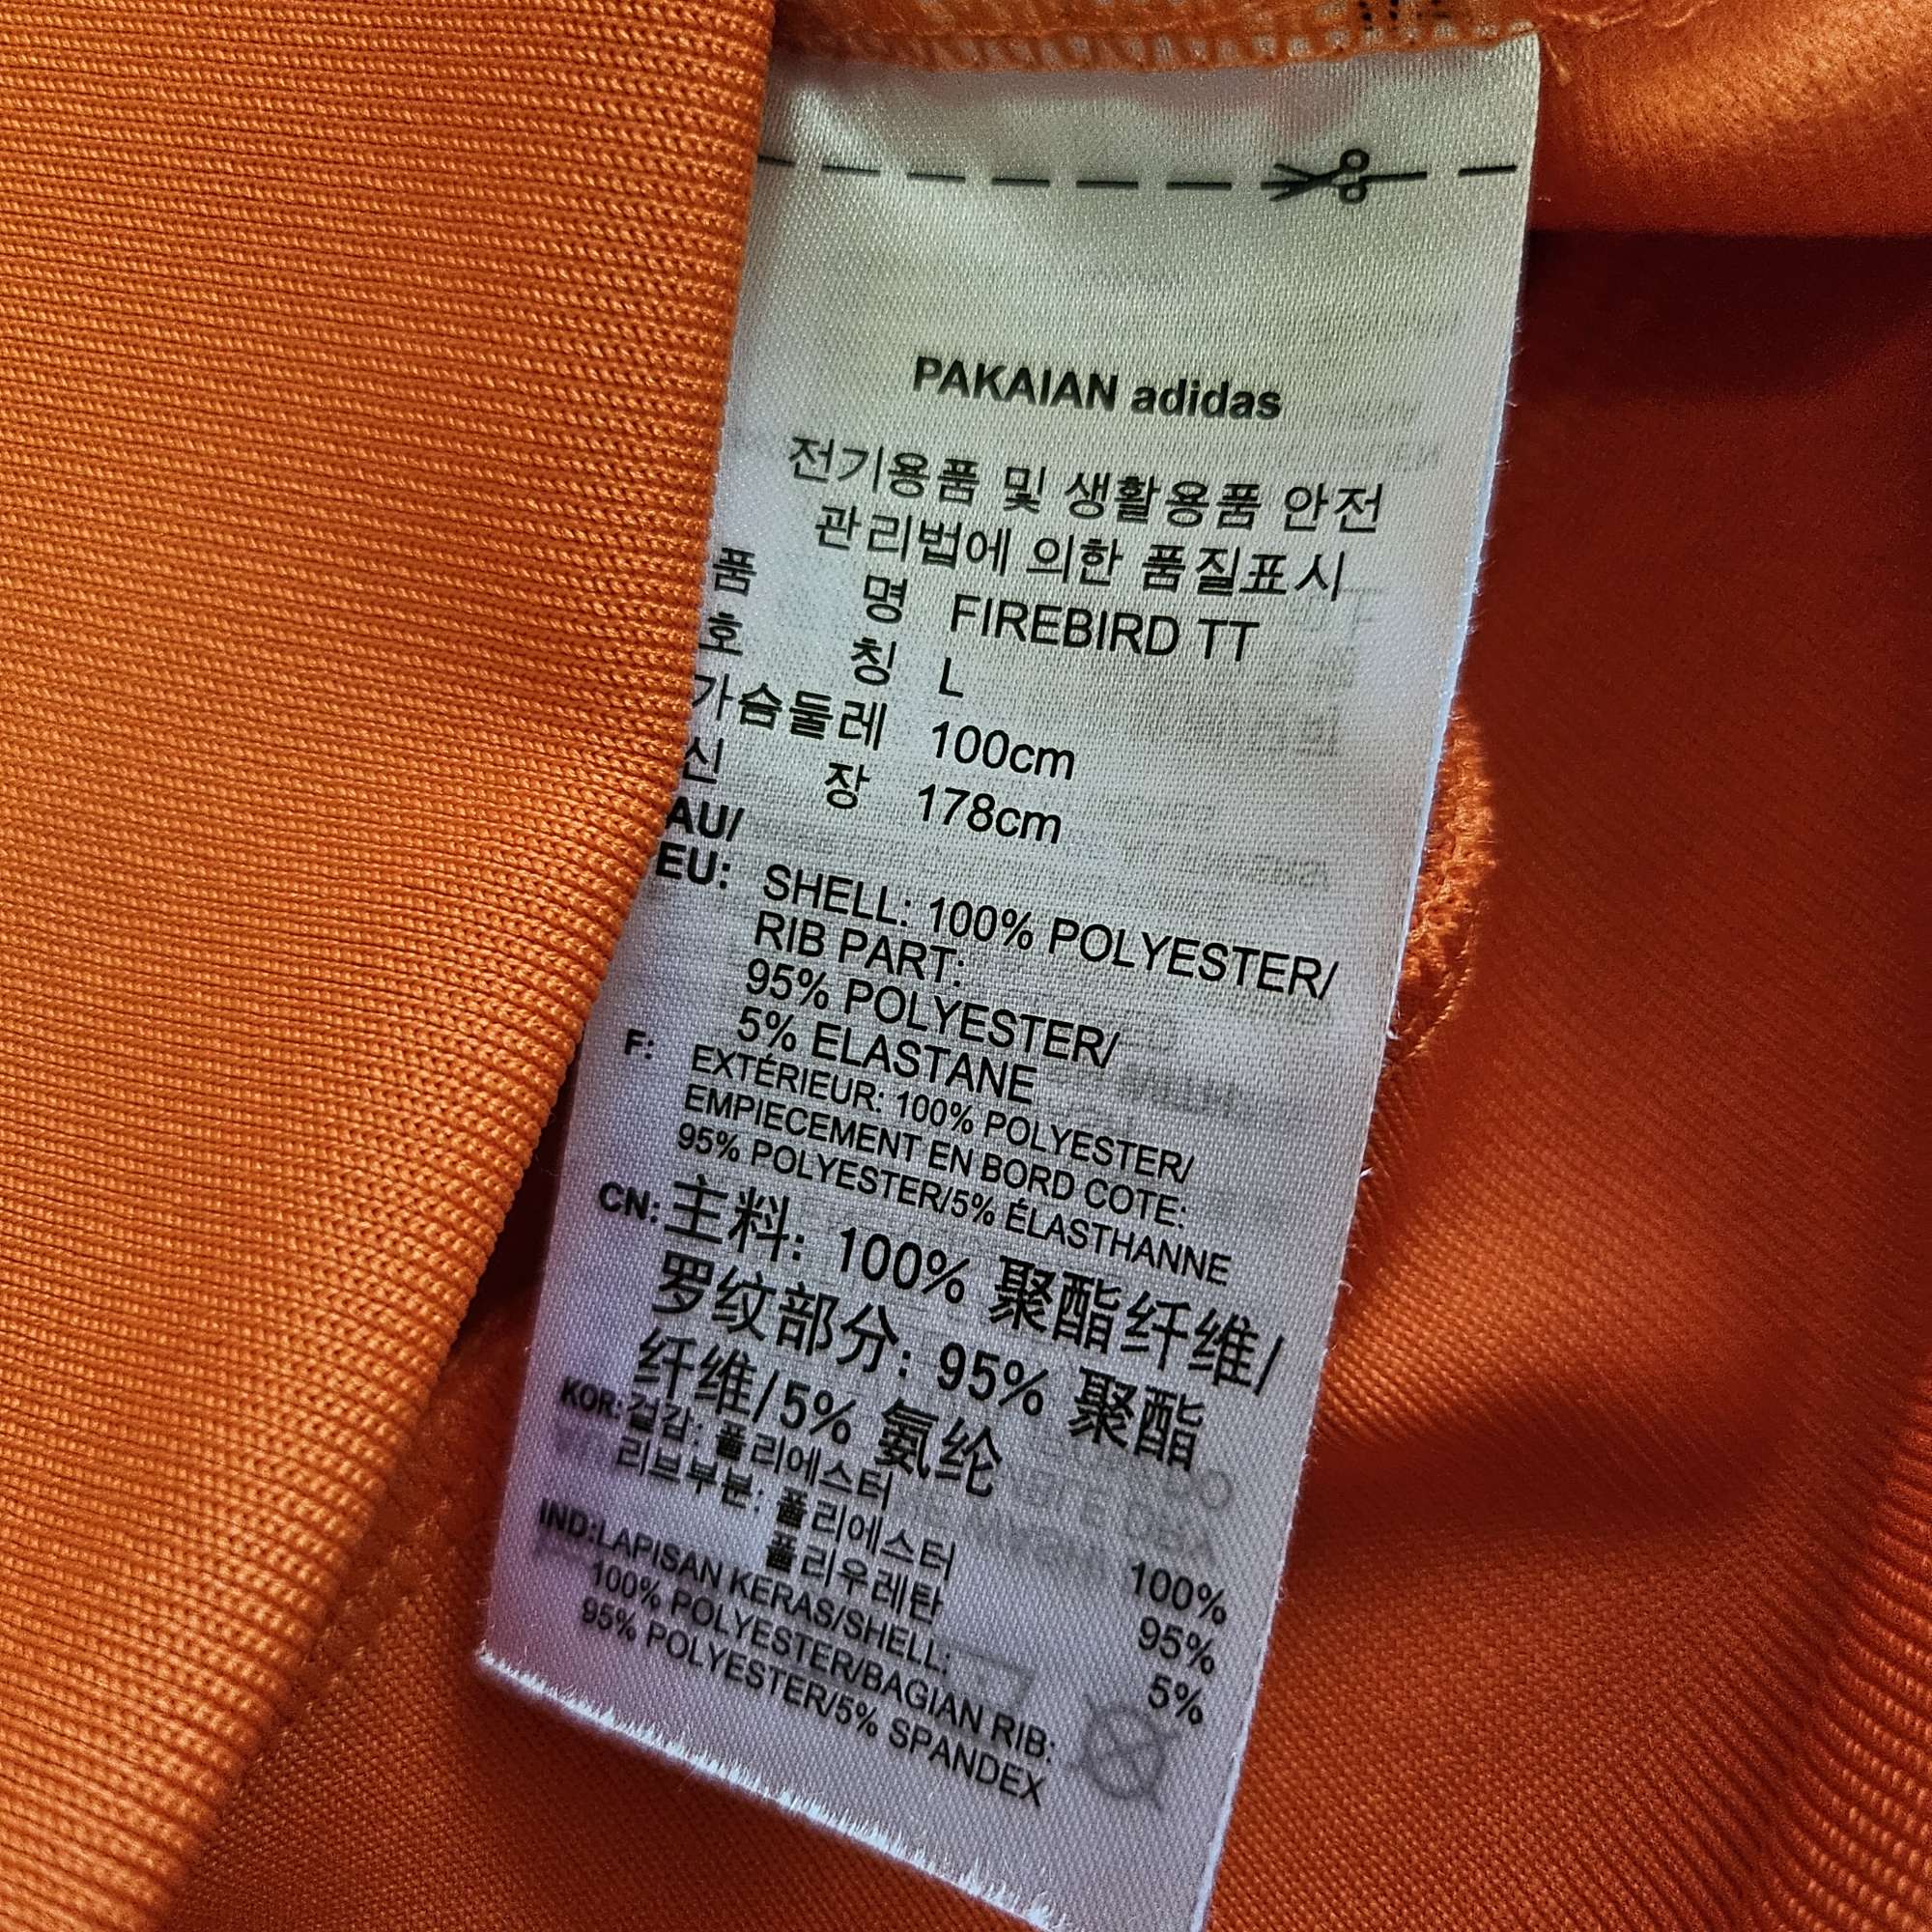 PAKAIAN adidas
전기용품 및 생활용품 안전
관리법에 의한 품질표시
품 명 FIREBIRD TT
호 칭 L
가슴둘레 100cm
신 장 178cm
AU/
EU: SHELL: 100% POLYESTER/
RIB PART:
95% POLYESTER/
5% ELASTANE
F: EXTÉRIEUR: 100% POLYESTER/
EMPIECEMENT EN BORD COTE:
95% POLYESTER/5% ÉLASTHANNE
CN: 主料: 100% 聚酯纤维/
罗纹部分: 95% 聚酯
纤维/5% 氨纶
KOR: 겉감: 폴리에스터 100%
리브부분: 폴리에스터 95%
폴리우레탄 5%
IND: LAPISAN KERAS/SHELL:
100% POLYESTER/BAGIAN RIB:
95% POLYESTER/5% SPANDEX